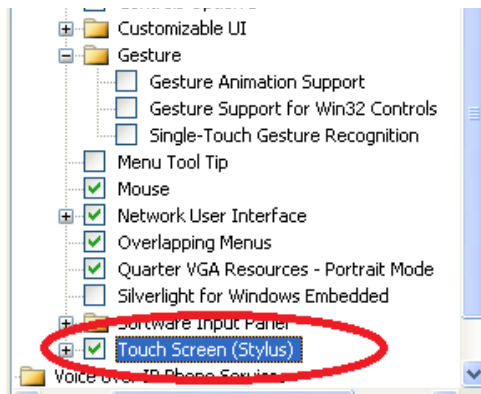 Customizable UI
Gesture
Gesture Animation Support
Gesture Support for Win32 Controls
Single-Touch Gesture Recognition
Menu Tool Tip
Mouse
Network User Interface
Overlapping Menus
Quarter VGA Resources - Portrait Mode
Silverlight for Windows Embedded
Software Input Panel
Touch Screen (Stylus)
Voice over IP Phone Services